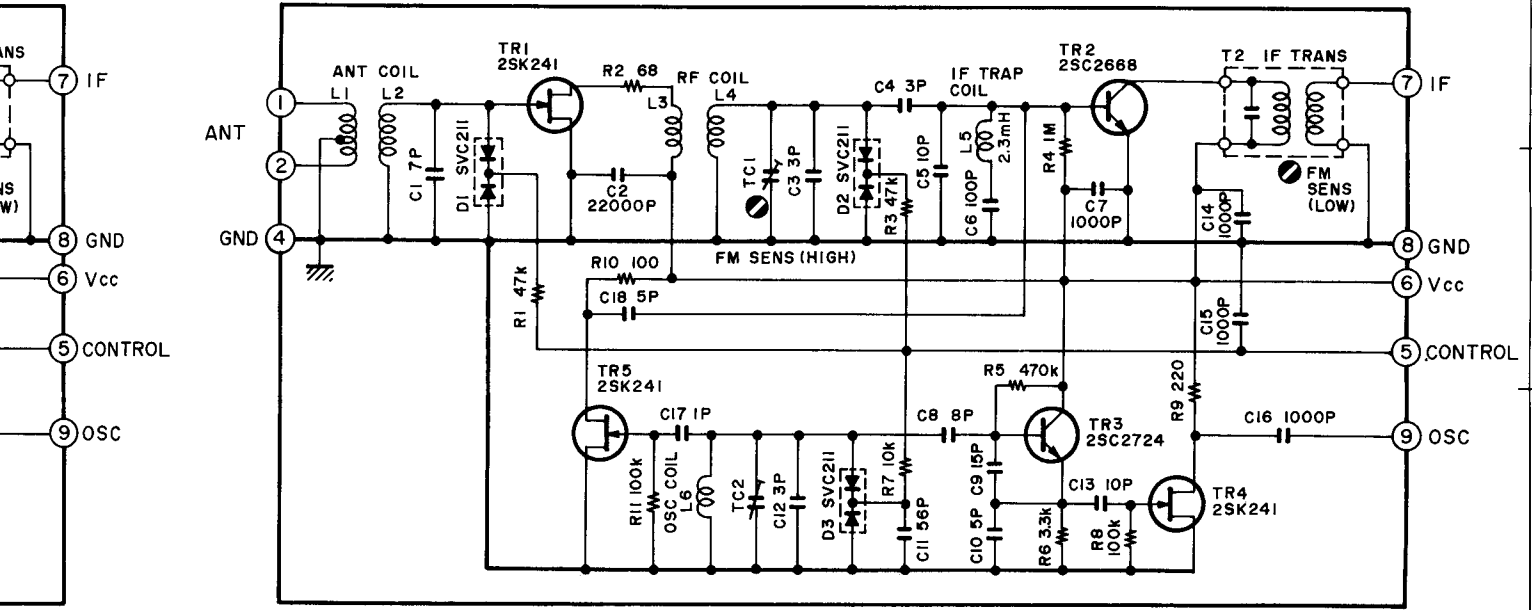 ANS
7 IF
NS
W)
8 GND
6 Vcc
5 CONTROL
9 OSC
ANT
1
2
GND 4
ANT COIL
L1 L2
C1 7P
D1 SVC211
TR1
2SK241
R2 68
C2
22000P
RF COIL
L3 L4
TC1
C3 3P
D2 SVC211
R3 47k
C4 3P
C5 10P
IF TRAP
COIL
L5
2.3mH
C6 100P
R4 1M
TR2
2SC2668
C7
1000P
T2 IF TRANS
FM
SENS
(LOW)
C14
1000P
7 IF
8 GND
FM SENS (HIGH)
R10 100
C18 5P
R1 47k
6 Vcc
C15
1000P
5 CONTROL
TR5
2SK241
C17 1P
R11 100k
OSC COIL
L6
TC2
C12 3P
D3 SVC211
R7 10k
C11 56P
C8 8P
R5 470k
TR3
2SC2724
C9 15P
C10 5P
R6 3.3k
C13 10P
R8
100k
R9 220
TR4
2SK241
C16 1000P
9 OSC